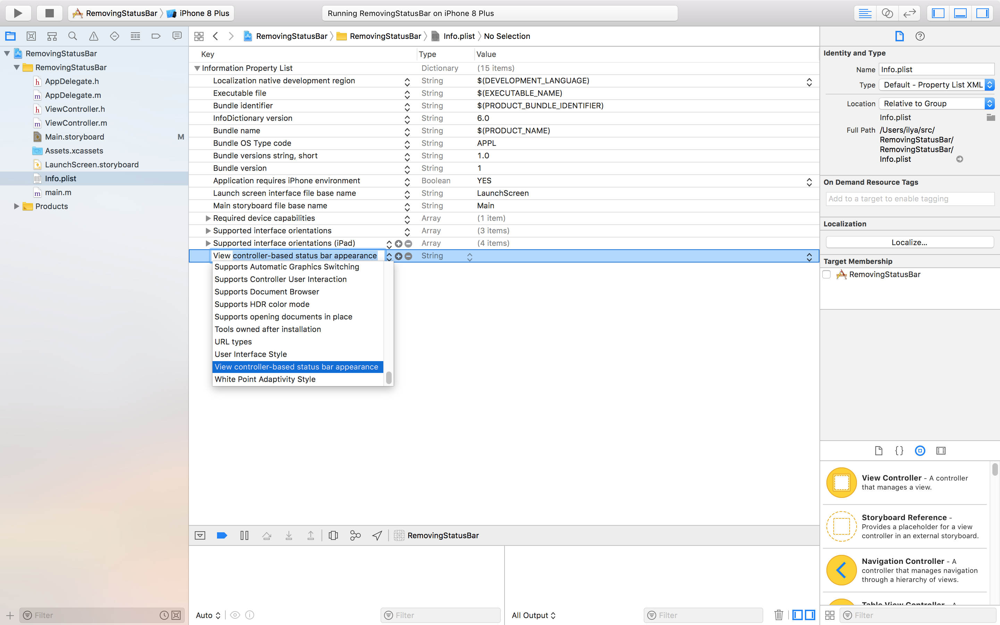 RemovingStatusBar 〉 iPhone 8 Plus
Running RemovingStatusBar on iPhone 8 Plus
RemovingStatusBar 〉 RemovingStatusBar 〉 Info.plist 〉 No Selection
RemovingStatusBar
RemovingStatusBar
h AppDelegate.h
m AppDelegate.m
h ViewController.h
m ViewController.m
Main.storyboard M
Assets.xcassets
LaunchScreen.storyboard
Info.plist
m main.m
Products
Filter
Key Type Value
Information Property List Dictionary (15 items)
Localization native development region String $(DEVELOPMENT_LANGUAGE)
Executable file String $(EXECUTABLE_NAME)
Bundle identifier String $(PRODUCT_BUNDLE_IDENTIFIER)
InfoDictionary version String 6.0
Bundle name String $(PRODUCT_NAME)
Bundle OS Type code String APPL
Bundle versions string, short String 1.0
Bundle version String 1
Application requires iPhone environment Boolean YES
Launch screen interface file base name String LaunchScreen
Main storyboard file base name String Main
Required device capabilities Array (1 item)
Supported interface orientations Array (3 items)
Supported interface orientations (iPad) Array (4 items)
View controller-based status bar appearance String
Supports Automatic Graphics Switching
Supports Controller User Interaction
Supports Document Browser
Supports HDR color mode
Supports opening documents in place
Tools owned after installation
URL types
User Interface Style
View controller-based status bar appearance
White Point Adaptivity Style
RemovingStatusBar
Auto Filter
All Output Filter
Identity and Type
Name Info.plist
Type Default - Property List XML
Location Relative to Group
Info.plist
Full Path /Users/ilya/src/
RemovingStatusBar/
RemovingStatusBar/
Info.plist
On Demand Resource Tags
Add to a target to enable tagging
Localization
Localize...
Target Membership
RemovingStatusBar
{}
View Controller - A controller
that manages a view.
Storyboard Reference -
Provides a placeholder for a view
controller in an external storyboard.
Navigation Controller - A
controller that manages navigation
through a hierarchy of views.
Table View Controller - A
Filter